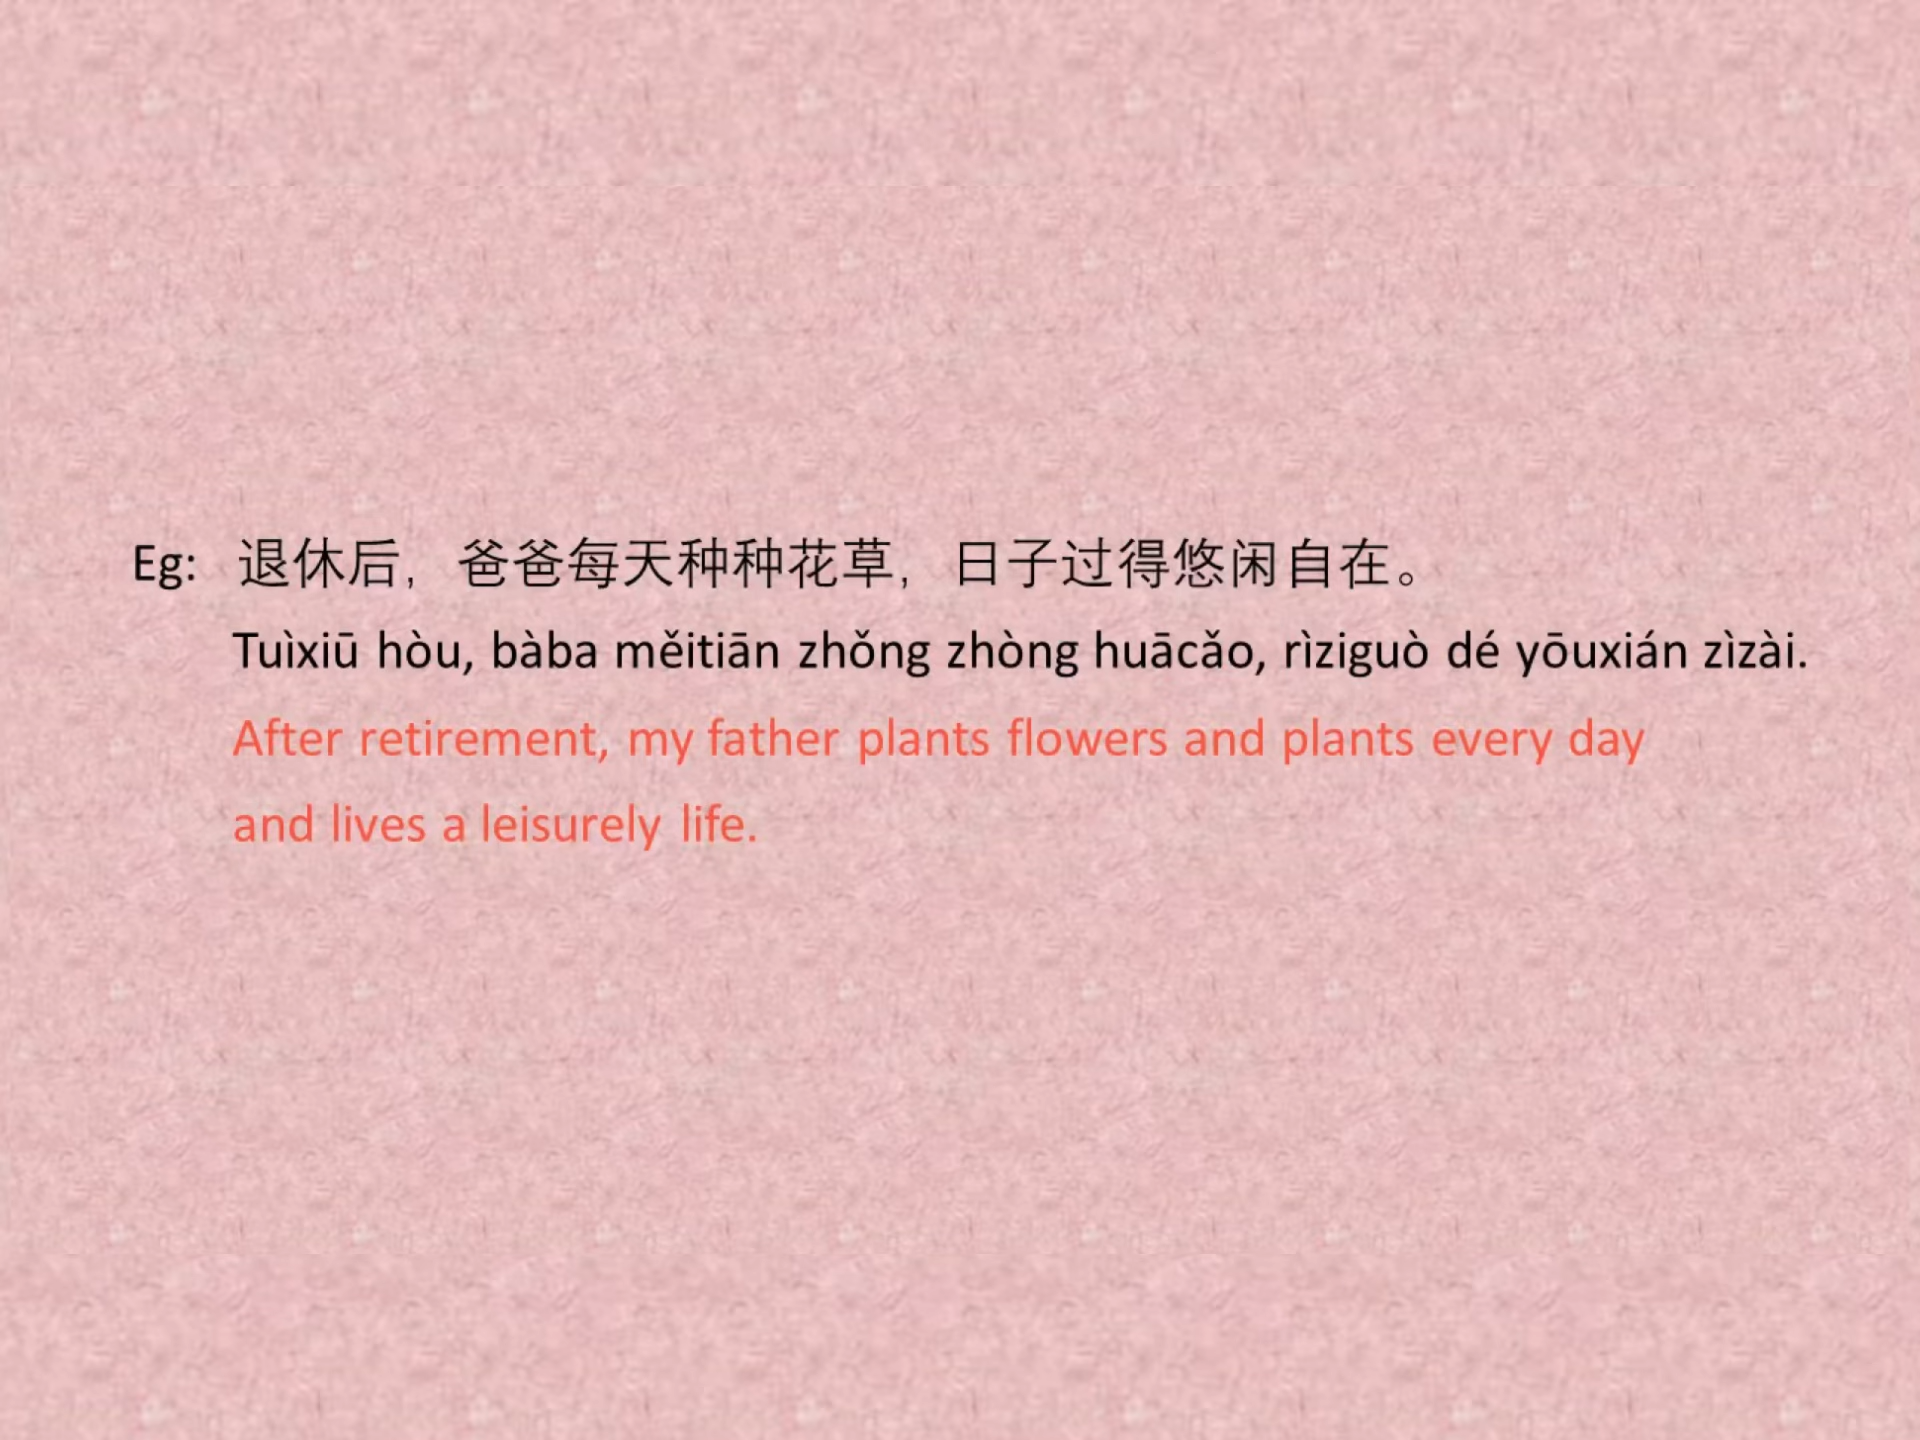 Eg: 退休后，爸爸每天种种花草，日子过得悠闲自在。
Tuìxiū hòu, bàba měitiān zhǒng zhòng huācǎo, rìziguò dé yōuxián zìzài.
After retirement, my father plants flowers and plants every day
and lives a leisurely life.